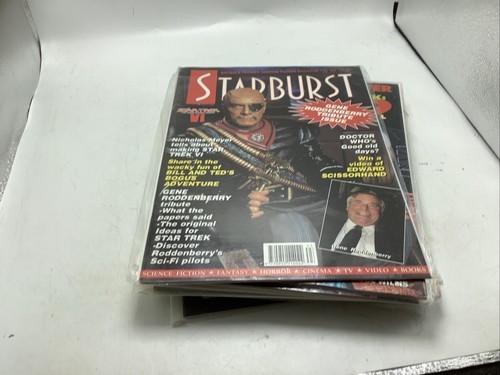 STARBURST
STAR TREK
VI
GENE
RODDENBERRY
TRIBUTE
ISSUE
Nicholas Meyer
tells about
making STAR
TREK VI
Share in the
wacky fun of
BILL AND TED'S
BOGUS
ADVENTURE
GENE
RODDENBERRY
tribute
-What the
papers said
-The original
Ideas for
STAR TREK
-Discover
Roddenberry's
Sci-Fi pilots
DOCTOR
WHO's
Good old
days?
Win a
video of
EDWARD
SCISSORHAND
Gene Roddenberry
SCIENCE FICTION ★ FANTASY ★ HORROR ★ CINEMA ★ TV ★ VIDEO ★ BOOKS